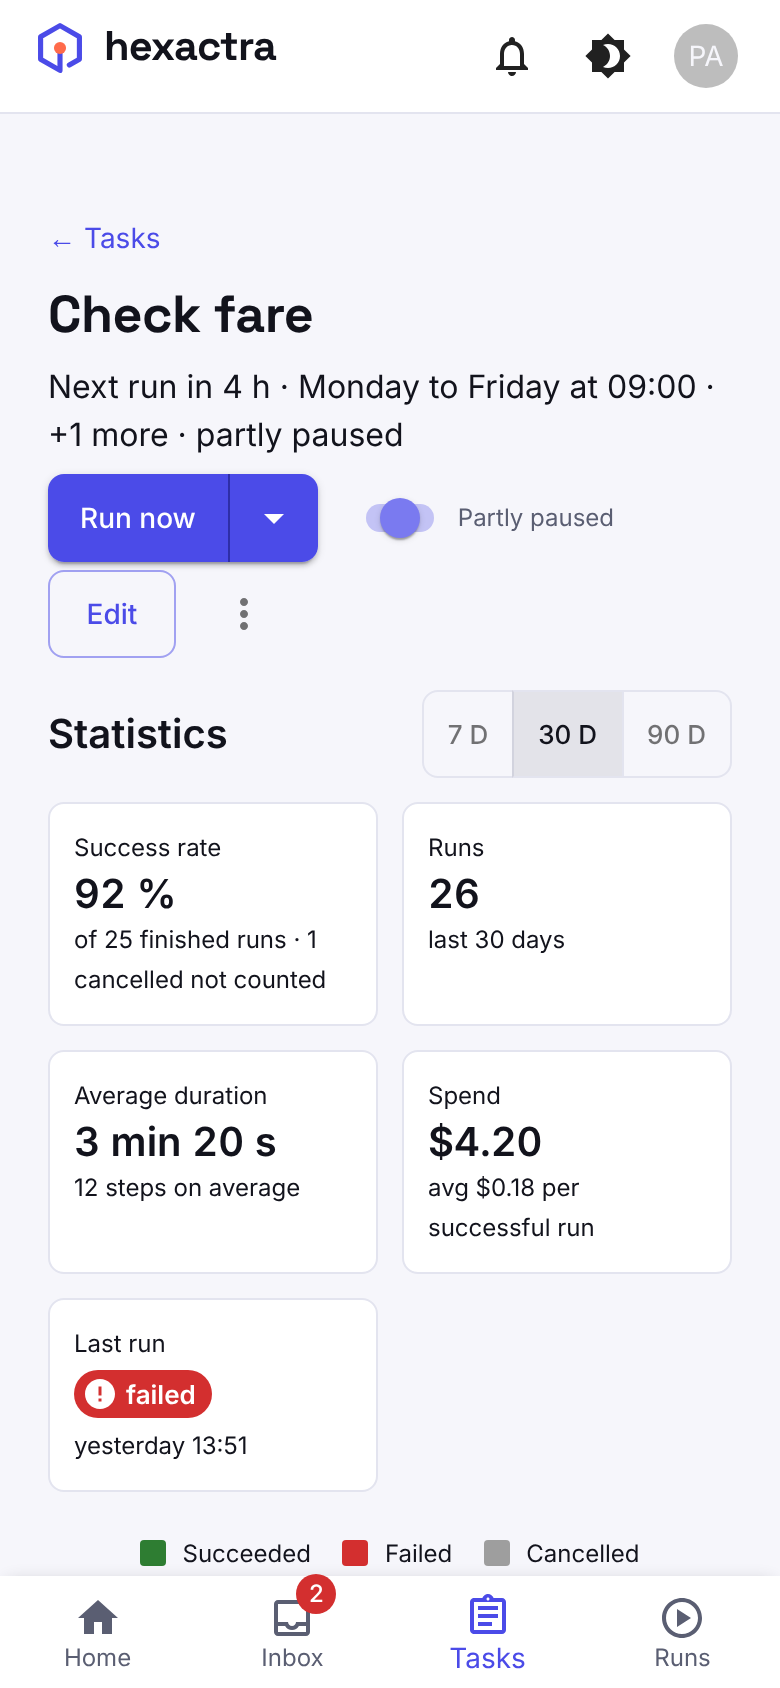 hexactra
PA
← Tasks
Check fare
Next run in 4 h · Monday to Friday at 09:00 ·
+1 more · partly paused
Run now
Partly paused
Edit
Statistics
7 D
30 D
90 D
Success rate
92 %
of 25 finished runs · 1
cancelled not counted
Runs
26
last 30 days
Average duration
3 min 20 s
12 steps on average
Spend
$4.20
avg $0.18 per
successful run
Last run
failed
yesterday 13:51
Succeeded
Failed
Cancelled
Home
2
Inbox
Tasks
Runs